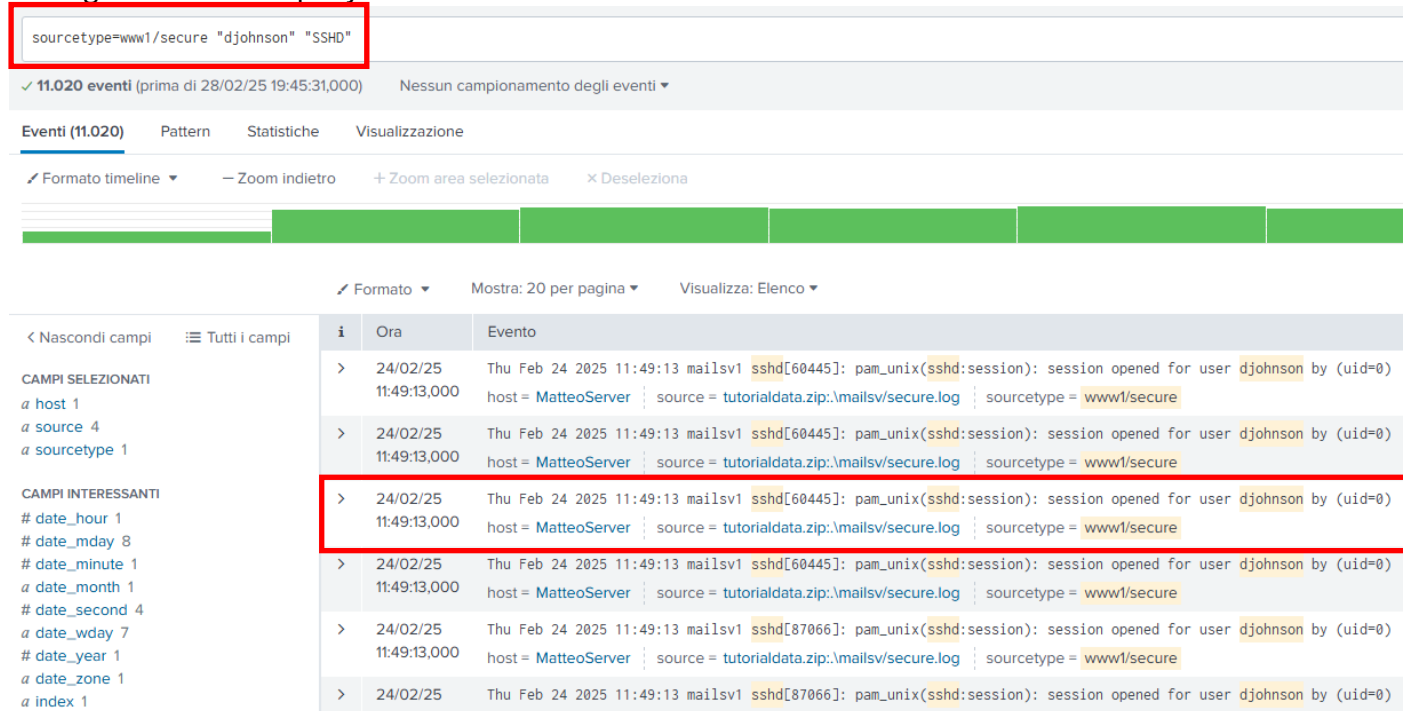 sourcetype=www1/secure "djohnson" "SSHD"
✓ 11.020 eventi (prima di 28/02/25 19:45:31,000) Nessun campionamento degli eventi ▾
Eventi (11.020) Pattern Statistiche Visualizzazione
Formato timeline ▾ — Zoom indietro + Zoom area selezionata × Deseleziona
Formato ▾ Mostra: 20 per pagina ▾ Visualizza: Elenco ▾
< Nascondi campi Tutti i campi
i Ora Evento
CAMPI SELEZIONATI
a host 1
a source 4
a sourcetype 1
CAMPI INTERESSANTI
# date_hour 1
# date_mday 8
# date_minute 1
a date_month 1
# date_second 4
a date_wday 7
# date_year 1
a date_zone 1
a index 1
> 24/02/25 Thu Feb 24 2025 11:49:13 mailsv1 sshd[60445]: pam_unix(sshd:session): session opened for user djohnson by (uid=0)
11:49:13,000 host = MatteoServer source = tutorialdata.zip:.\mailsv/secure.log sourcetype = www1/secure
> 24/02/25 Thu Feb 24 2025 11:49:13 mailsv1 sshd[60445]: pam_unix(sshd:session): session opened for user djohnson by (uid=0)
11:49:13,000 host = MatteoServer source = tutorialdata.zip:.\mailsv/secure.log sourcetype = www1/secure
> 24/02/25 Thu Feb 24 2025 11:49:13 mailsv1 sshd[60445]: pam_unix(sshd:session): session opened for user djohnson by (uid=0)
11:49:13,000 host = MatteoServer source = tutorialdata.zip:.\mailsv/secure.log sourcetype = www1/secure
> 24/02/25 Thu Feb 24 2025 11:49:13 mailsv1 sshd[60445]: pam_unix(sshd:session): session opened for user djohnson by (uid=0)
11:49:13,000 host = MatteoServer source = tutorialdata.zip:.\mailsv/secure.log sourcetype = www1/secure
> 24/02/25 Thu Feb 24 2025 11:49:13 mailsv1 sshd[87066]: pam_unix(sshd:session): session opened for user djohnson by (uid=0)
11:49:13,000 host = MatteoServer source = tutorialdata.zip:.\mailsv/secure.log sourcetype = www1/secure
> 24/02/25 Thu Feb 24 2025 11:49:13 mailsv1 sshd[87066]: pam_unix(sshd:session): session opened for user djohnson by (uid=0)